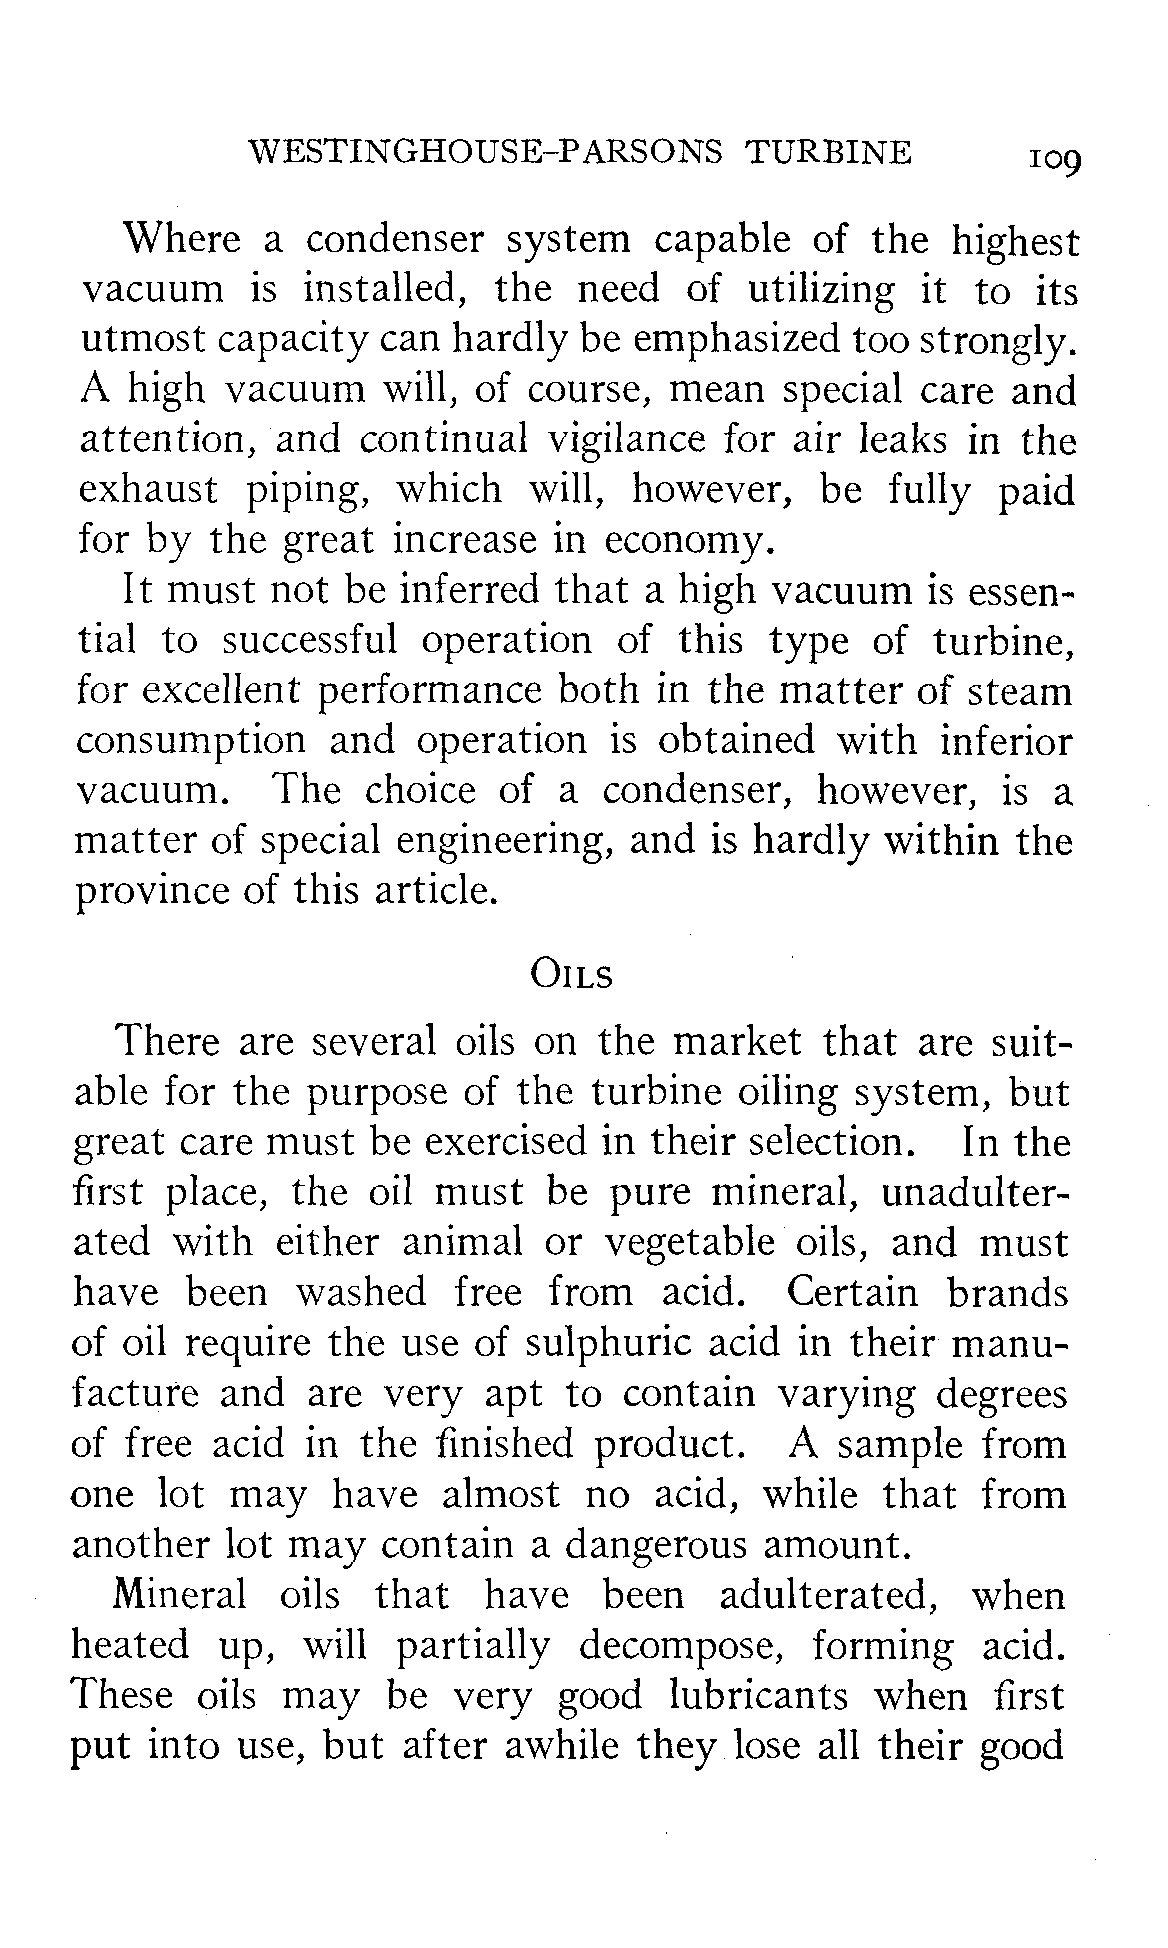 WESTINGHOUSE-PARSONS TURBINE 109
Where a condenser system capable of the highest
vacuum is installed, the need of utilizing it to its
utmost capacity can hardly be emphasized too strongly.
A high vacuum will, of course, mean special care and
attention, and continual vigilance for air leaks in the
exhaust piping, which will, however, be fully paid
for by the great increase in economy.
It must not be inferred that a high vacuum is essen-
tial to successful operation of this type of turbine,
for excellent performance both in the matter of steam
consumption and operation is obtained with inferior
vacuum. The choice of a condenser, however, is a
matter of special engineering, and is hardly within the
province of this article.
OILS
There are several oils on the market that are suit-
able for the purpose of the turbine oiling system, but
great care must be exercised in their selection. In the
first place, the oil must be pure mineral, unadulter-
ated with either animal or vegetable oils, and must
have been washed free from acid. Certain brands
of oil require the use of sulphuric acid in their manu-
facture and are very apt to contain varying degrees
of free acid in the finished product. A sample from
one lot may have almost no acid, while that from
another lot may contain a dangerous amount.
Mineral oils that have been adulterated, when
heated up, will partially decompose, forming acid.
These oils may be very good lubricants when first
put into use, but after awhile they lose all their good